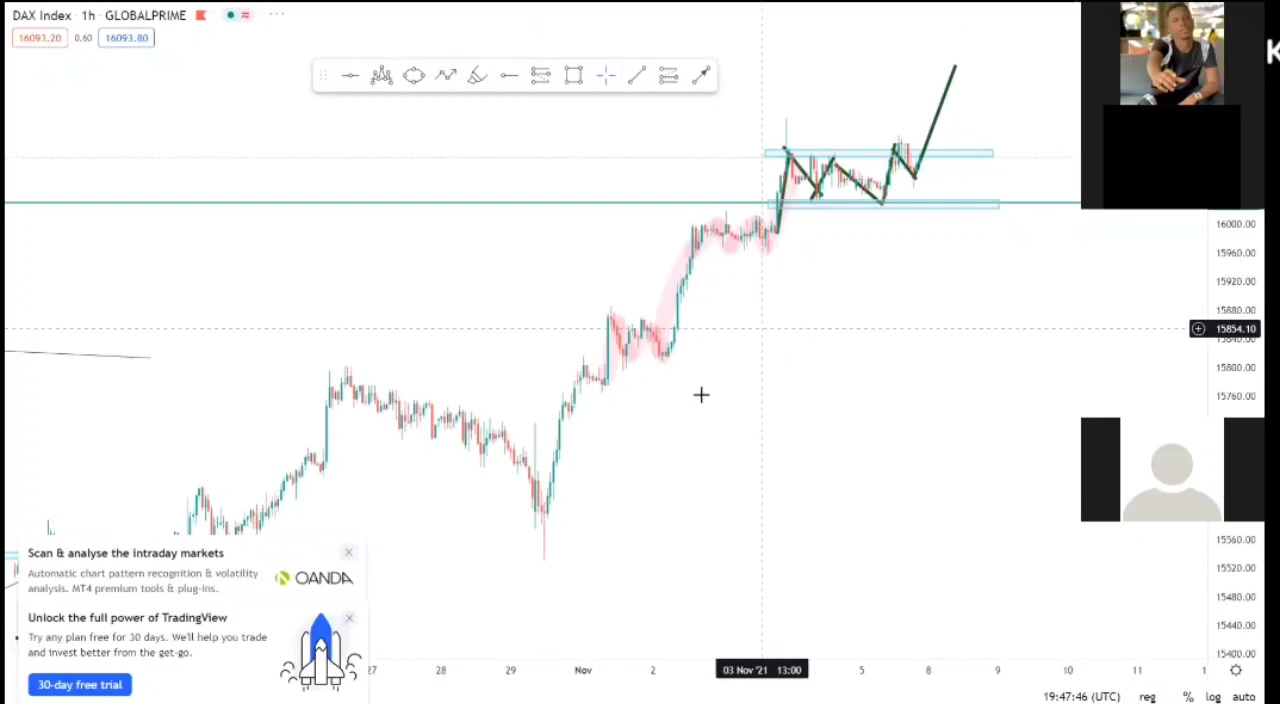 DAX Index · 1h · GLOBALPRIME
16093.20 0.60 16093.80
K
16000.00
15960.00
15920.00
15880.00
15854.10
15840.00
15800.00
15760.00
Scan & analyse the intraday markets
Automatic chart pattern recognition & volatility
analysis. MT4 premium tools & plug-ins.
OANDA
Unlock the full power of TradingView
Try any plan free for 30 days. We'll help you trade
and invest better from the get-go.
30-day free trial
15560.00
15520.00
15480.00
15440.00
15400.00
27 28 29 Nov 2 03 Nov '21 13:00 5 8 9 10 11 1
19:47:46 (UTC) reg % log auto